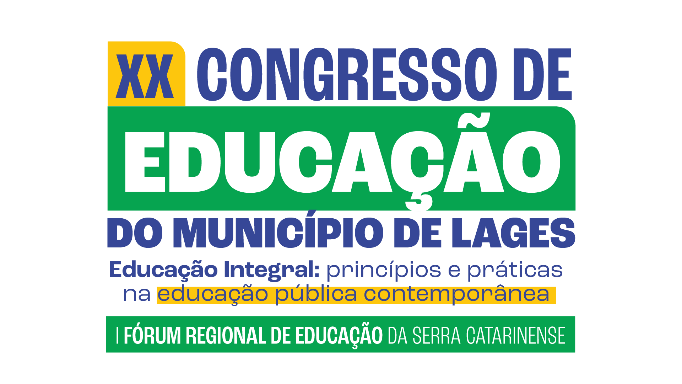 XX CONGRESSO DE
EDUCAÇÃO
DO MUNICÍPIO DE LAGES
Educação Integral: princípios e práticas
na educação pública contemporânea
I FÓRUM REGIONAL DE EDUCAÇÃO DA SERRA CATARINENSE